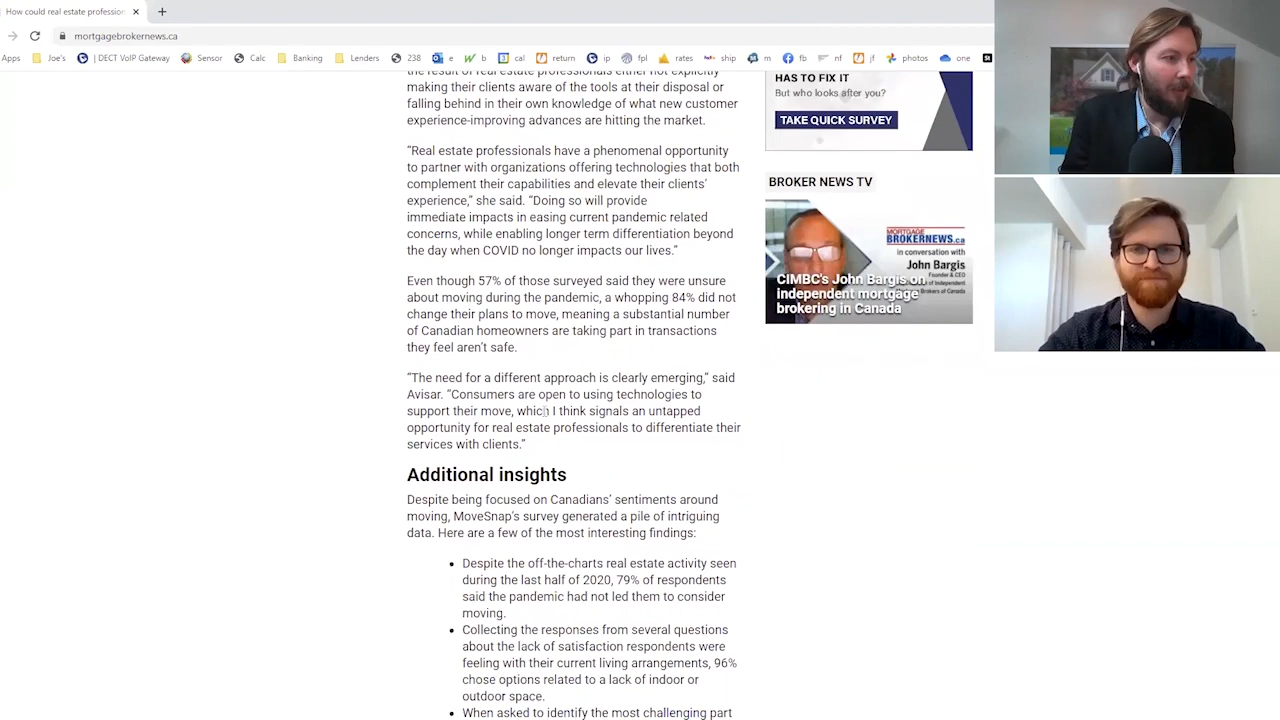 How could real estate profession
mortgagebrokernews.ca
Apps Joe's | DECT VoIP Gateway Sensor Calc Banking Lenders 238 e b cal return ip fpl rates ship m fb nf jf photos one St
the result of real estate professionals either not explicitly
making their clients aware of the tools at their disposal or
falling behind in their own knowledge of what new customer
experience-improving advances are hitting the market.
“Real estate professionals have a phenomenal opportunity
to partner with organizations offering technologies that both
complement their capabilities and elevate their clients’
experience,” she said. “Doing so will provide
immediate impacts in easing current pandemic related
concerns, while enabling longer term differentiation beyond
the day when COVID no longer impacts our lives.”
Even though 57% of those surveyed said they were unsure
about moving during the pandemic, a whopping 84% did not
change their plans to move, meaning a substantial number
of Canadian homeowners are taking part in transactions
they feel aren’t safe.
“The need for a different approach is clearly emerging,” said
Avisar. “Consumers are open to using technologies to
support their move, which I think signals an untapped
opportunity for real estate professionals to differentiate their
services with clients.”
Additional insights
Despite being focused on Canadians’ sentiments around
moving, MoveSnap’s survey generated a pile of intriguing
data. Here are a few of the most interesting findings:
Despite the off-the-charts real estate activity seen
during the last half of 2020, 79% of respondents
said the pandemic had not led them to consider
moving.
Collecting the responses from several questions
about the lack of satisfaction respondents were
feeling with their current living arrangements, 96%
chose options related to a lack of indoor or
outdoor space.
When asked to identify the most challenging part
HAS TO FIX IT
But who looks after you?
TAKE QUICK SURVEY
BROKER NEWS TV
MORTGAGE
BROKERNEWS.ca
in conversation with
John Bargis
Founder & CEO
of Independent
Brokers of Canada
CIMBC's John Bargis on
independent mortgage
brokering in Canada